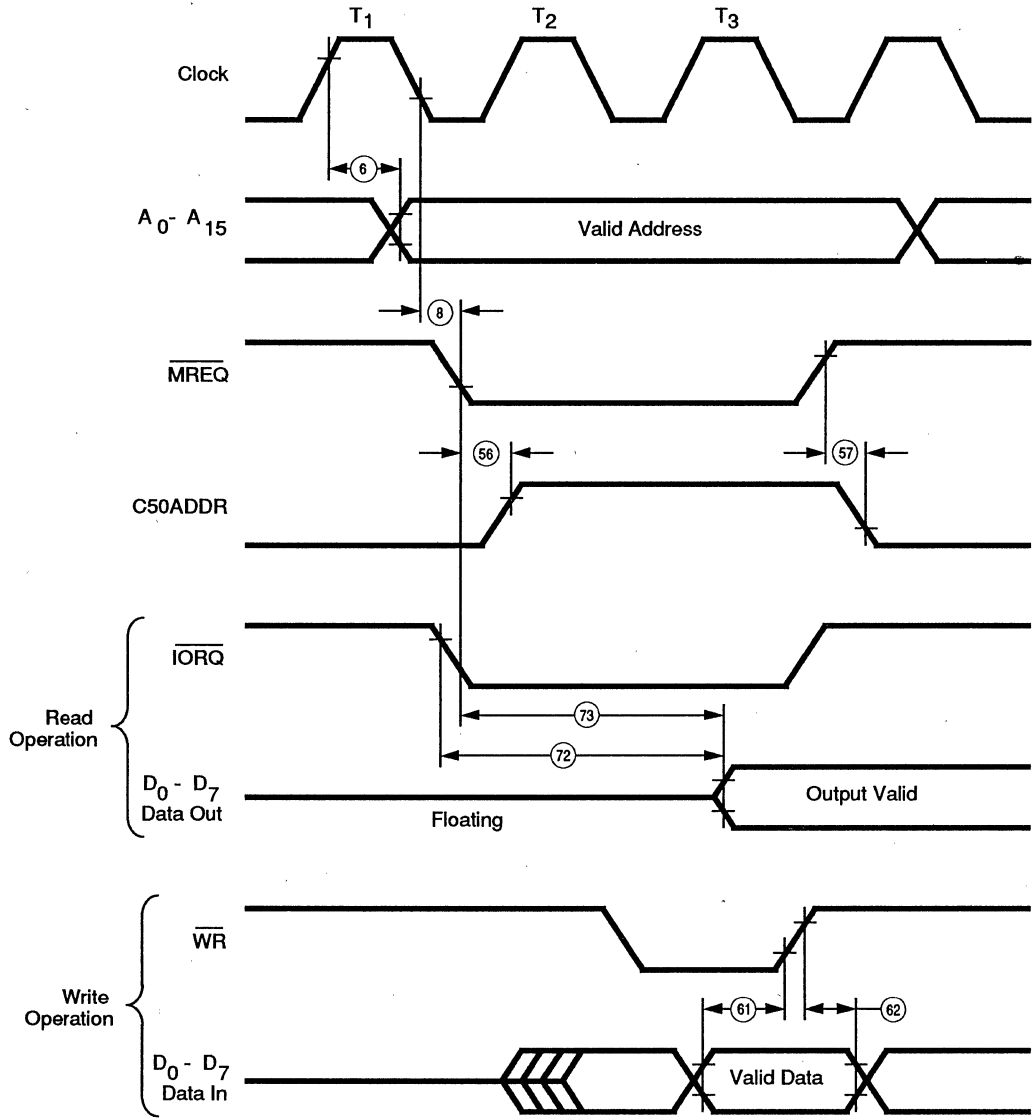 T1 T2 T3
Clock
6
A0- A15
Valid Address
8
MREQ
56
57
C50ADDR
IORQ
Read
Operation
73
72
D0 - D7
Data Out
Floating
Output Valid
WR
Write
Operation
61
62
D0 - D7
Data In
Valid Data